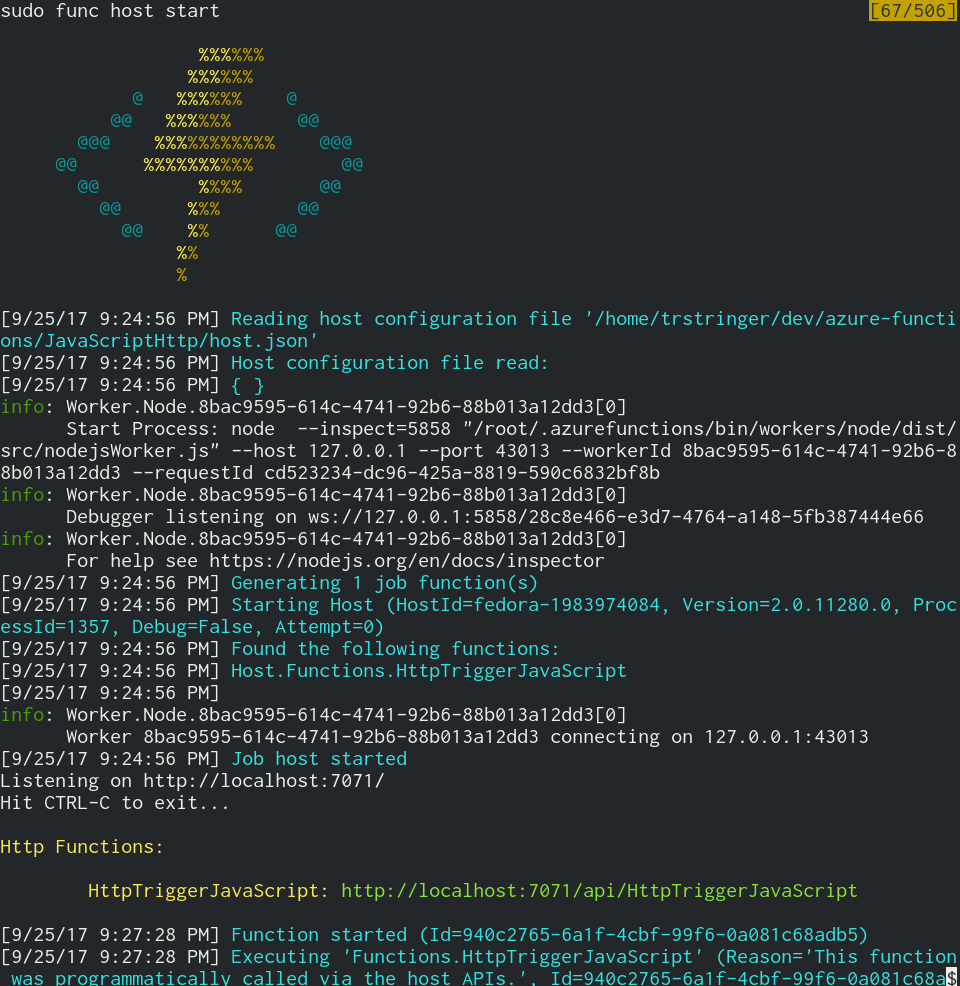 sudo func host start [67/506]
                  %%%%%%
                 %%%%%%
            @   %%%%%%    @
          @@   %%%%%%      @@
       @@@    %%%%%%%%%%%    @@@
     @@      %%%%%%%%%%        @@
       @@         %%%%       @@
         @@      %%%       @@
           @@    %%      @@
                %%
                %
[9/25/17 9:24:56 PM] Reading host configuration file '/home/trstringer/dev/azure-functi
ons/JavaScriptHttp/host.json'
[9/25/17 9:24:56 PM] Host configuration file read:
[9/25/17 9:24:56 PM] { }
info: Worker.Node.8bac9595-614c-4741-92b6-88b013a12dd3[0]
      Start Process: node  --inspect=5858 "/root/.azurefunctions/bin/workers/node/dist/
src/nodejsWorker.js" --host 127.0.0.1 --port 43013 --workerId 8bac9595-614c-4741-92b6-8
8b013a12dd3 --requestId cd523234-dc96-425a-8819-590c6832bf8b
info: Worker.Node.8bac9595-614c-4741-92b6-88b013a12dd3[0]
      Debugger listening on ws://127.0.0.1:5858/28c8e466-e3d7-4764-a148-5fb387444e66
info: Worker.Node.8bac9595-614c-4741-92b6-88b013a12dd3[0]
      For help see https://nodejs.org/en/docs/inspector
[9/25/17 9:24:56 PM] Generating 1 job function(s)
[9/25/17 9:24:56 PM] Starting Host (HostId=fedora-1983974084, Version=2.0.11280.0, Proc
essId=1357, Debug=False, Attempt=0)
[9/25/17 9:24:56 PM] Found the following functions:
[9/25/17 9:24:56 PM] Host.Functions.HttpTriggerJavaScript
[9/25/17 9:24:56 PM]
info: Worker.Node.8bac9595-614c-4741-92b6-88b013a12dd3[0]
      Worker 8bac9595-614c-4741-92b6-88b013a12dd3 connecting on 127.0.0.1:43013
[9/25/17 9:24:56 PM] Job host started
Listening on http://localhost:7071/
Hit CTRL-C to exit...
Http Functions:
        HttpTriggerJavaScript: http://localhost:7071/api/HttpTriggerJavaScript
[9/25/17 9:27:28 PM] Function started (Id=940c2765-6a1f-4cbf-99f6-0a081c68adb5)
[9/25/17 9:27:28 PM] Executing 'Functions.HttpTriggerJavaScript' (Reason='This function
 was programmatically called via the host APIs.', Id=940c2765-6a1f-4cbf-99f6-0a081c68a$